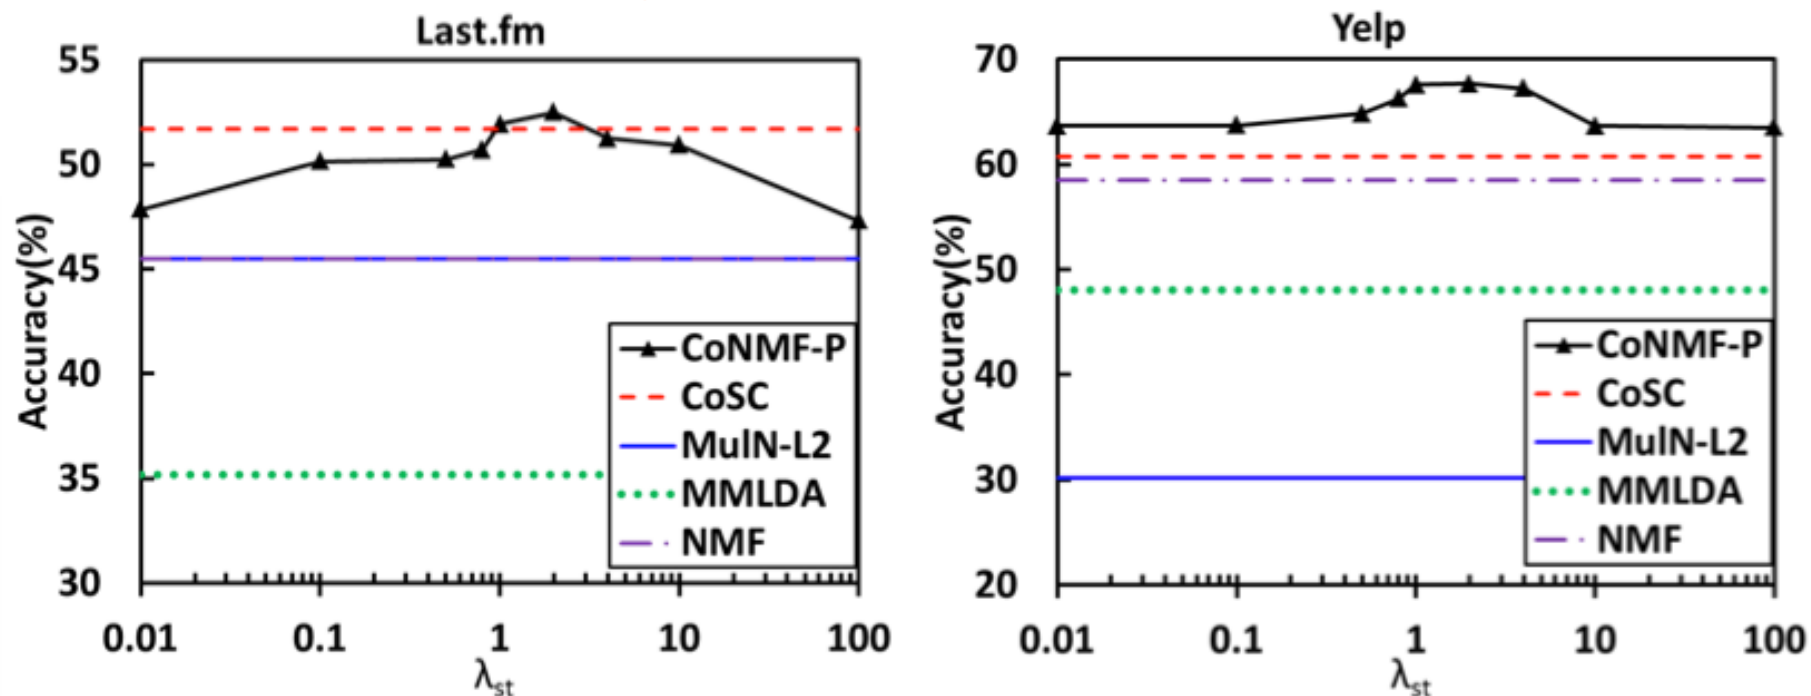 Last.fm
55
50
45
40
35
30
Accuracy(%)
CoNMF-P
CoSC
MulN-L2
MMLDA
NMF
0.01 0.1 1 10 100
λst
Yelp
70
60
50
40
30
20
Accuracy(%)
CoNMF-P
CoSC
MulN-L2
MMLDA
NMF
0.01 0.1 1 10 100
λst